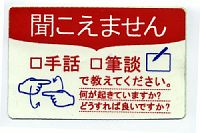 聞こえません
□手話 □筆談
で教えてください。
何が起きていますか?
どうすれば良いですか?